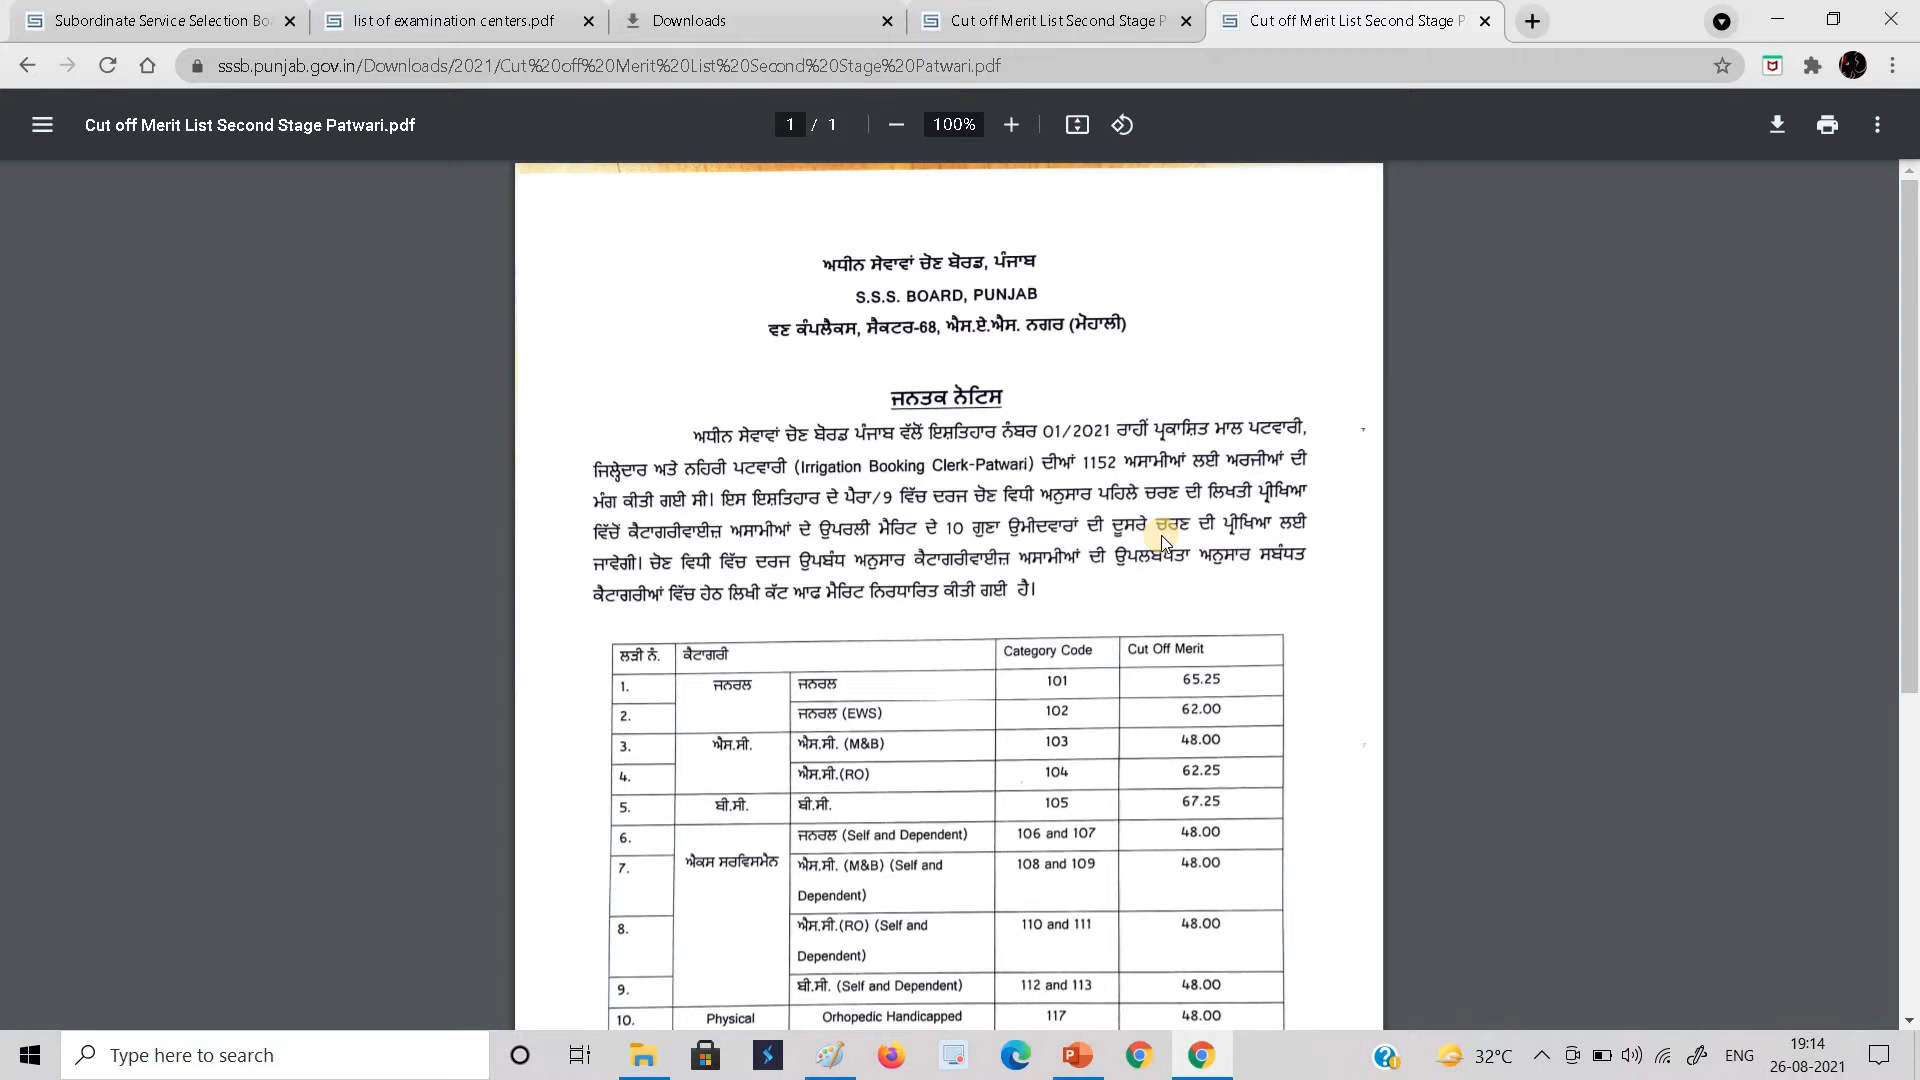 Subordinate Service Selection Bo
list of examination centers.pdf
Downloads
Cut off Merit List Second Stage P
Cut off Merit List Second Stage P
sssb.punjab.gov.in/Downloads/2021/Cut%20off%20Merit%20List%20Second%20Stage%20Patwari.pdf
Cut off Merit List Second Stage Patwari.pdf
1 / 1
100%
ਅਧੀਨ ਸੇਵਾਵਾਂ ਚੋਣ ਬੋਰਡ, ਪੰਜਾਬ
S.S.S. BOARD, PUNJAB
ਵਣ ਕੰਪਲੈਕਸ, ਸੈਕਟਰ-68, ਐਸ.ਏ.ਐਸ. ਨਗਰ (ਮੋਹਾਲੀ)
ਜਨਤਕ ਨੋਟਿਸ
ਅਧੀਨ ਸੇਵਾਵਾਂ ਚੋਣ ਬੋਰਡ ਪੰਜਾਬ ਵੱਲੋਂ ਇਸ਼ਤਿਹਾਰ ਨੰਬਰ 01/2021 ਰਾਹੀਂ ਪ੍ਰਕਾਸ਼ਿਤ ਮਾਲ ਪਟਵਾਰੀ,
ਜਿਲ੍ਹੇਦਾਰ ਅਤੇ ਨਹਿਰੀ ਪਟਵਾਰੀ (Irrigation Booking Clerk-Patwari) ਦੀਆਂ 1152 ਅਸਾਮੀਆਂ ਲਈ ਅਰਜੀਆਂ ਦੀ
ਮੰਗ ਕੀਤੀ ਗਈ ਸੀ। ਇਸ ਇਸ਼ਤਿਹਾਰ ਦੇ ਪੈਰਾ/9 ਵਿੱਚ ਦਰਜ ਚੋਣ ਵਿਧੀ ਅਨੁਸਾਰ ਪਹਿਲੇ ਚਰਣ ਦੀ ਲਿਖਤੀ ਪ੍ਰੀਖਿਆ
ਵਿੱਚੋਂ ਕੈਟਾਗਰੀਵਾਈਜ਼ ਅਸਾਮੀਆਂ ਦੇ ਉਪਰਲੀ ਮੈਰਿਟ ਦੇ 10 ਗੁਣਾ ਉਮੀਦਵਾਰਾਂ ਦੀ ਦੂਸਰੇ ਚਰਣ ਦੀ ਪ੍ਰੀਖਿਆ ਲਈ
ਜਾਵੇਗੀ। ਚੋਣ ਵਿਧੀ ਵਿੱਚ ਦਰਜ ਉਪਬੰਧ ਅਨੁਸਾਰ ਕੈਟਾਗਰੀਵਾਈਜ਼ ਅਸਾਮੀਆਂ ਦੀ ਉਪਲਬਧਤਾ ਅਨੁਸਾਰ ਸਬੰਧਤ
ਕੈਟਾਗਰੀਆਂ ਵਿੱਚ ਹੇਠ ਲਿਖੀ ਕੱਟ ਆਫ ਮੈਰਿਟ ਨਿਰਧਾਰਿਤ ਕੀਤੀ ਗਈ ਹੈ।
ਲੜੀ ਨੰ. ਕੈਟਾਗਰੀ Category Code Cut Off Merit
1. ਜਨਰਲ ਜਨਰਲ 101 65.25
2. ਜਨਰਲ (EWS) 102 62.00
3. ਐਸ.ਸੀ. ਐਸ.ਸੀ. (M&B) 103 48.00
4. ਐਸ.ਸੀ.(RO) 104 62.25
5. ਬੀ.ਸੀ. ਬੀ.ਸੀ. 105 67.25
6. ਜਨਰਲ (Self and Dependent) 106 and 107 48.00
7. ਐਕਸ ਸਰਵਿਸਮੈਨ ਐਸ.ਸੀ. (M&B) (Self and 108 and 109 48.00
Dependent)
8. ਐਸ.ਸੀ.(RO) (Self and 110 and 111 48.00
Dependent)
9. ਬੀ.ਸੀ. (Self and Dependent) 112 and 113 48.00
10. Physical Orhopedic Handicapped 117 48.00
Type here to search
32°C
ENG
19:14
26-08-2021